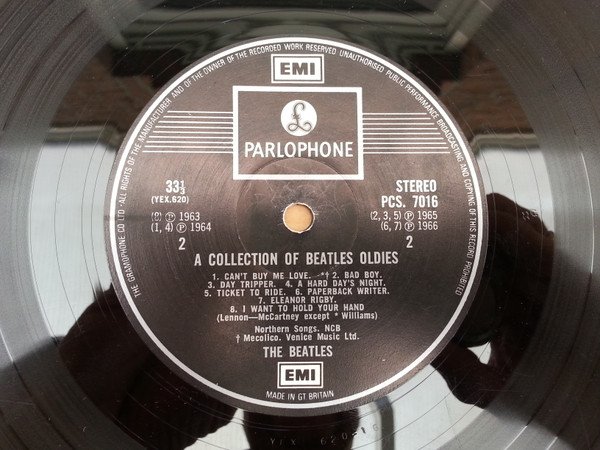 THE GRAMOPHONE CO LTD · ALL RIGHTS OF THE MANUFACTURER AND OF THE OWNER OF THE RECORDED WORK RESERVED UNAUTHORISED PUBLIC PERFORMANCE BROADCASTING AND COPYING OF THIS RECORD PROHIBITED
EMI
£
PARLOPHONE
33⅓
(YEX.620)
STEREO
PCS. 7016
(8) Ⓟ 1963
(1, 4) Ⓟ 1964
2
(2, 3, 5) Ⓟ 1965
(6, 7) Ⓟ 1966
2
A COLLECTION OF BEATLES OLDIES
1. CAN'T BUY ME LOVE. *† 2. BAD BOY.
3. DAY TRIPPER. 4. A HARD DAY'S NIGHT.
5. TICKET TO RIDE. 6. PAPERBACK WRITER.
7. ELEANOR RIGBY.
8. I WANT TO HOLD YOUR HAND
(Lennon—McCartney except * Williams)
Northern Songs. NCB
† Mecolico. Venice Music Ltd.
THE BEATLES
EMI
MADE IN GT BRITAIN